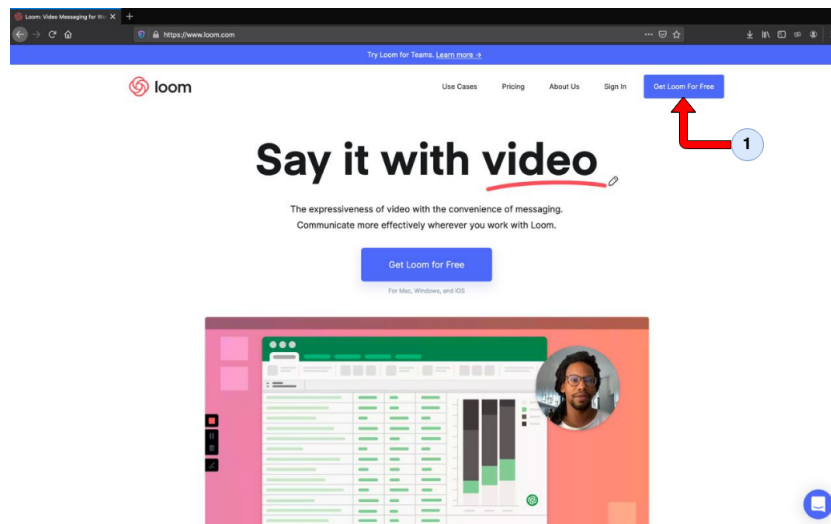 Loom: Video Messaging for Wo
https://www.loom.com
Try Loom for Teams. Learn more →
loom
Use Cases
Pricing
About Us
Sign In
Get Loom For Free
1
Say it with video
The expressiveness of video with the convenience of messaging.
Communicate more effectively wherever you work with Loom.
Get Loom for Free
For Mac, Windows, and iOS